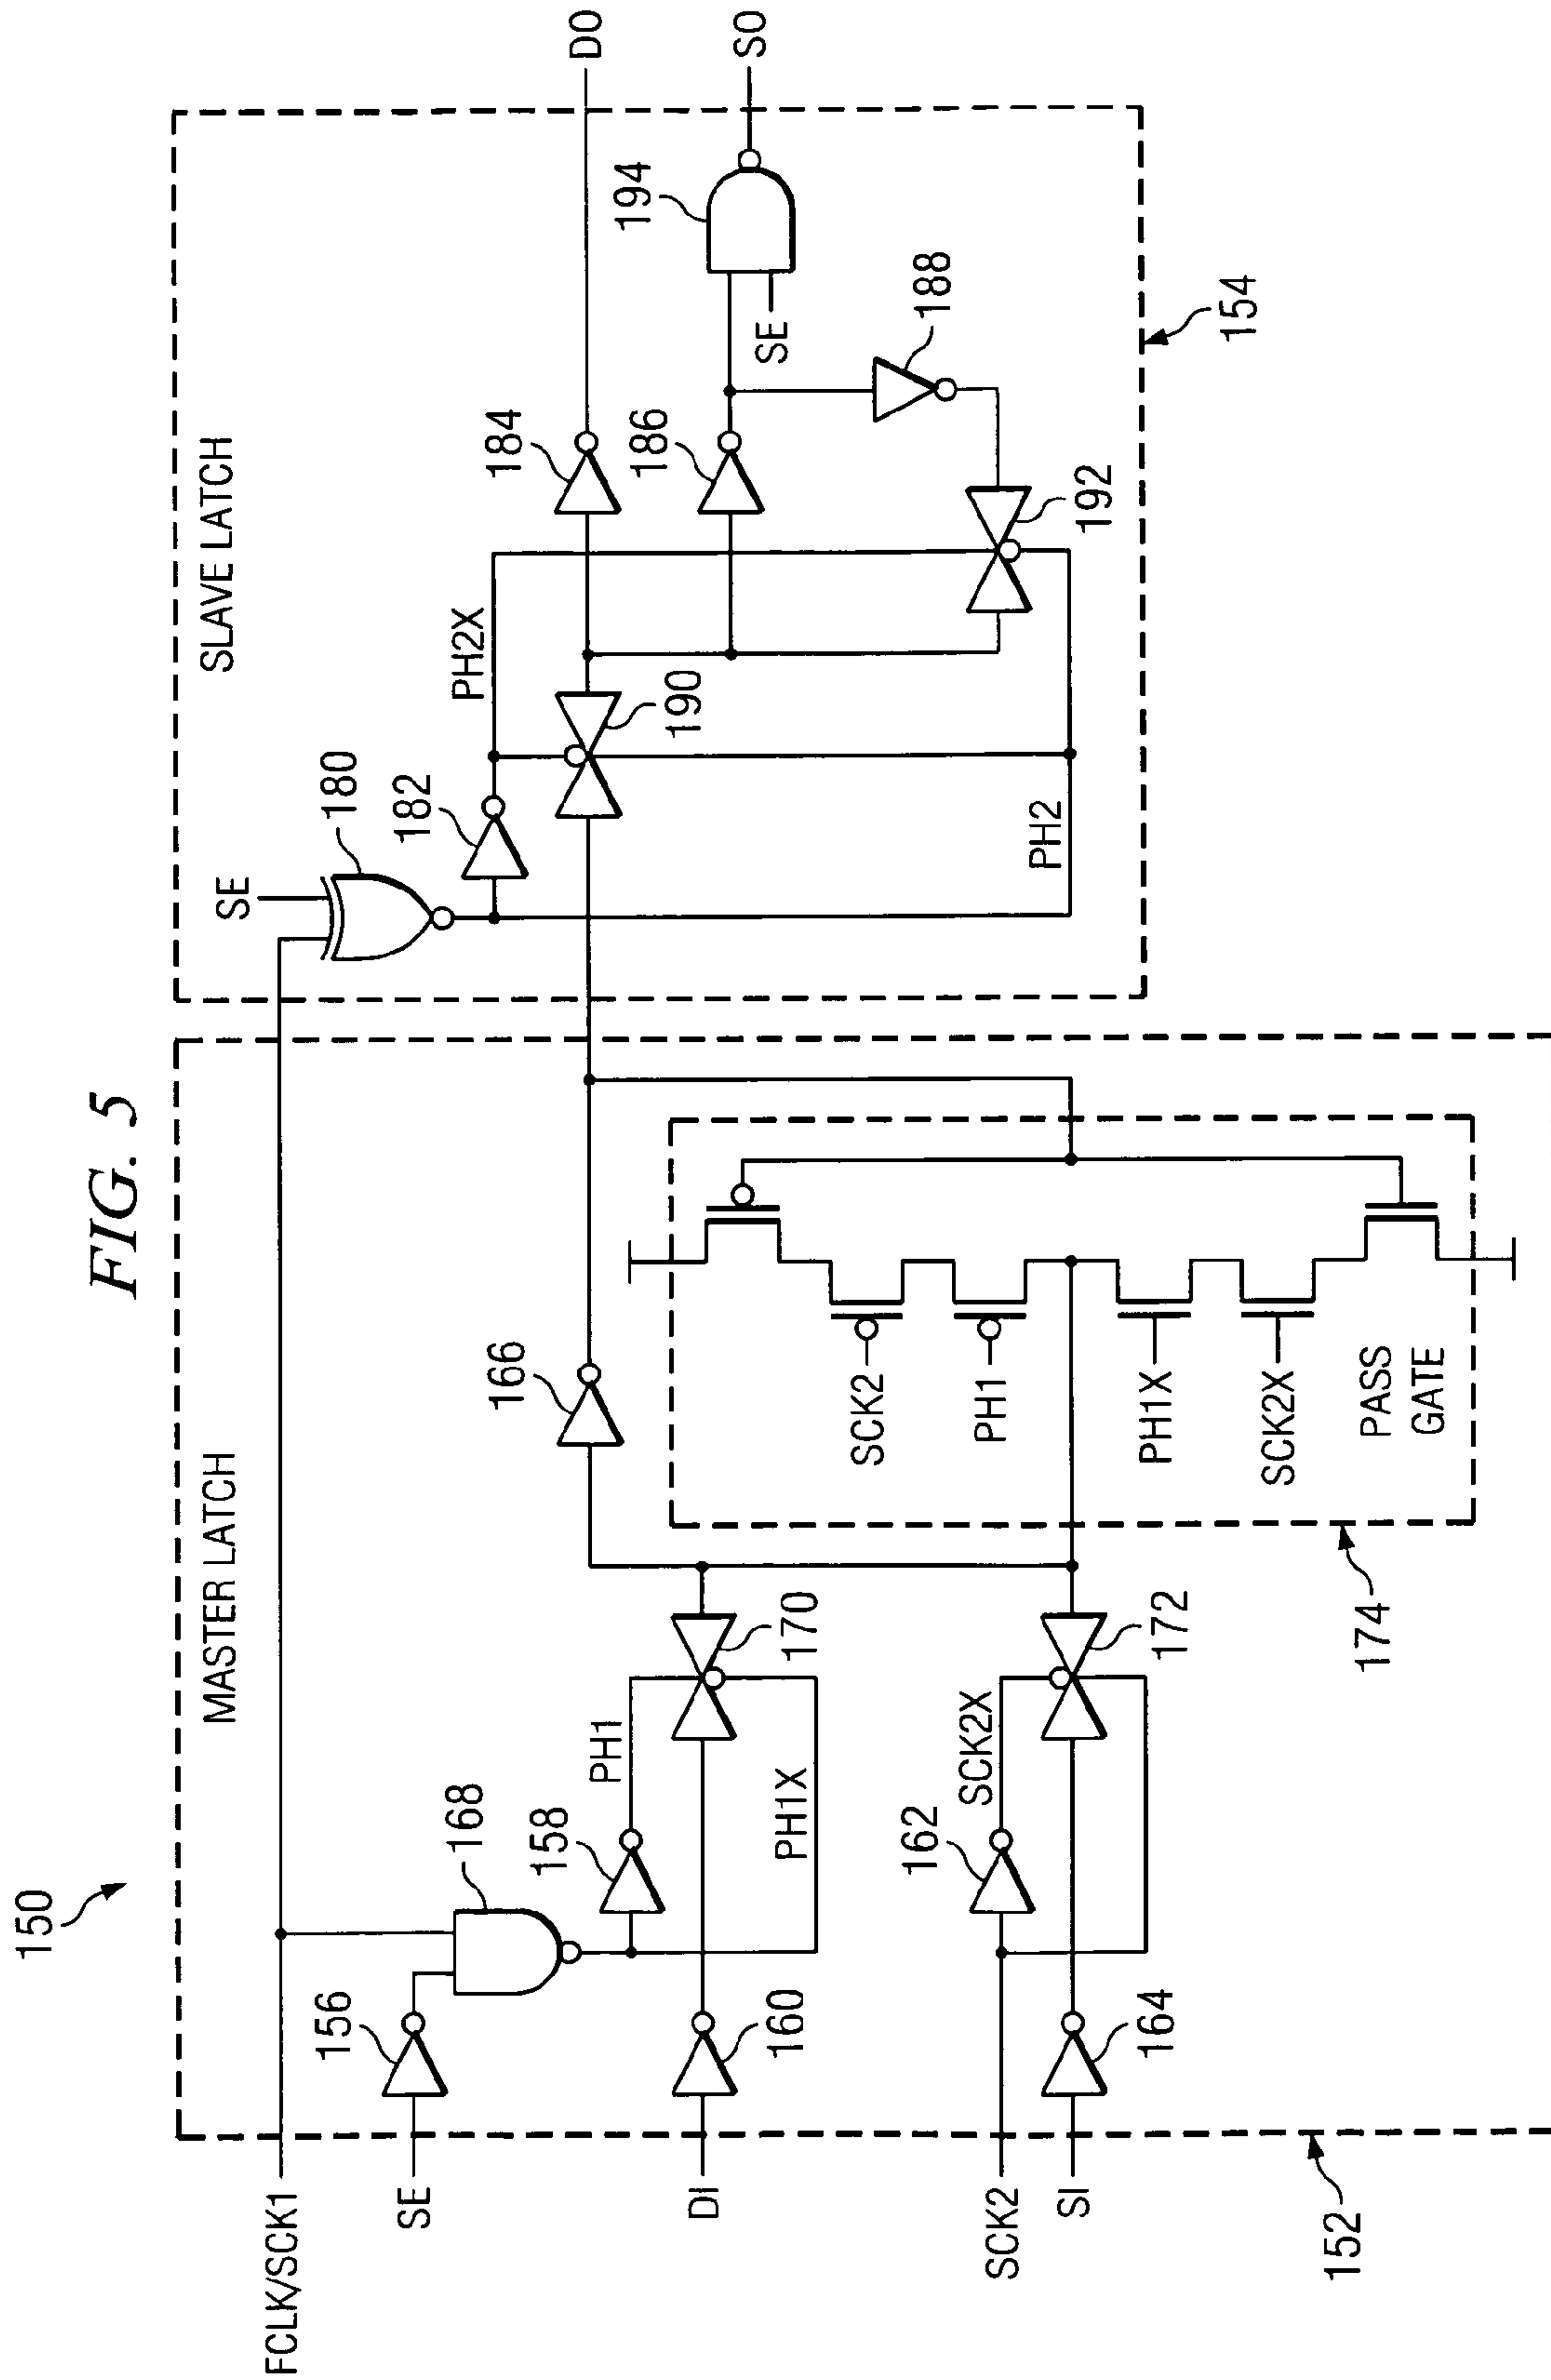 FIG. 5
150
MASTER LATCH
SLAVE LATCH
FCLK/SCK1
SE
156
168
158
PH1
DI
160
PH1X
170
SCK2
162
SCK2X
SI
164
172
152
166
SCK2
PH1
PH1X
SCK2X
PASS
GATE
174
SE
180
182
PH2X
190
PH2
184
DO
186
SE
194
SO
188
192
154